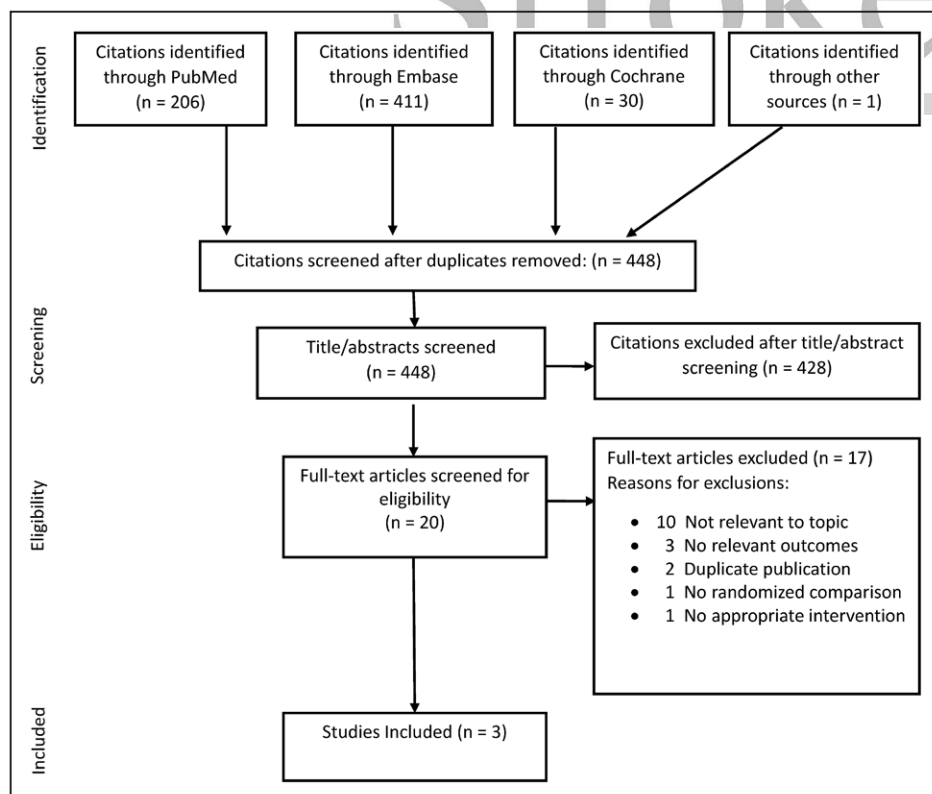 Stroke
Identification
Citations identified
through PubMed
(n = 206)
Citations identified
through Embase
(n = 411)
Citations identified
through Cochrane
(n = 30)
Citations identified
through other
sources (n = 1)
Citations screened after duplicates removed: (n = 448)
Screening
Title/abstracts screened
(n = 448)
Citations excluded after title/abstract
screening (n = 428)
Eligibility
Full-text articles screened for
eligibility
(n = 20)
Full-text articles excluded (n = 17)
Reasons for exclusions:
• 10 Not relevant to topic
• 3 No relevant outcomes
• 2 Duplicate publication
• 1 No randomized comparison
• 1 No appropriate intervention
Included
Studies Included (n = 3)